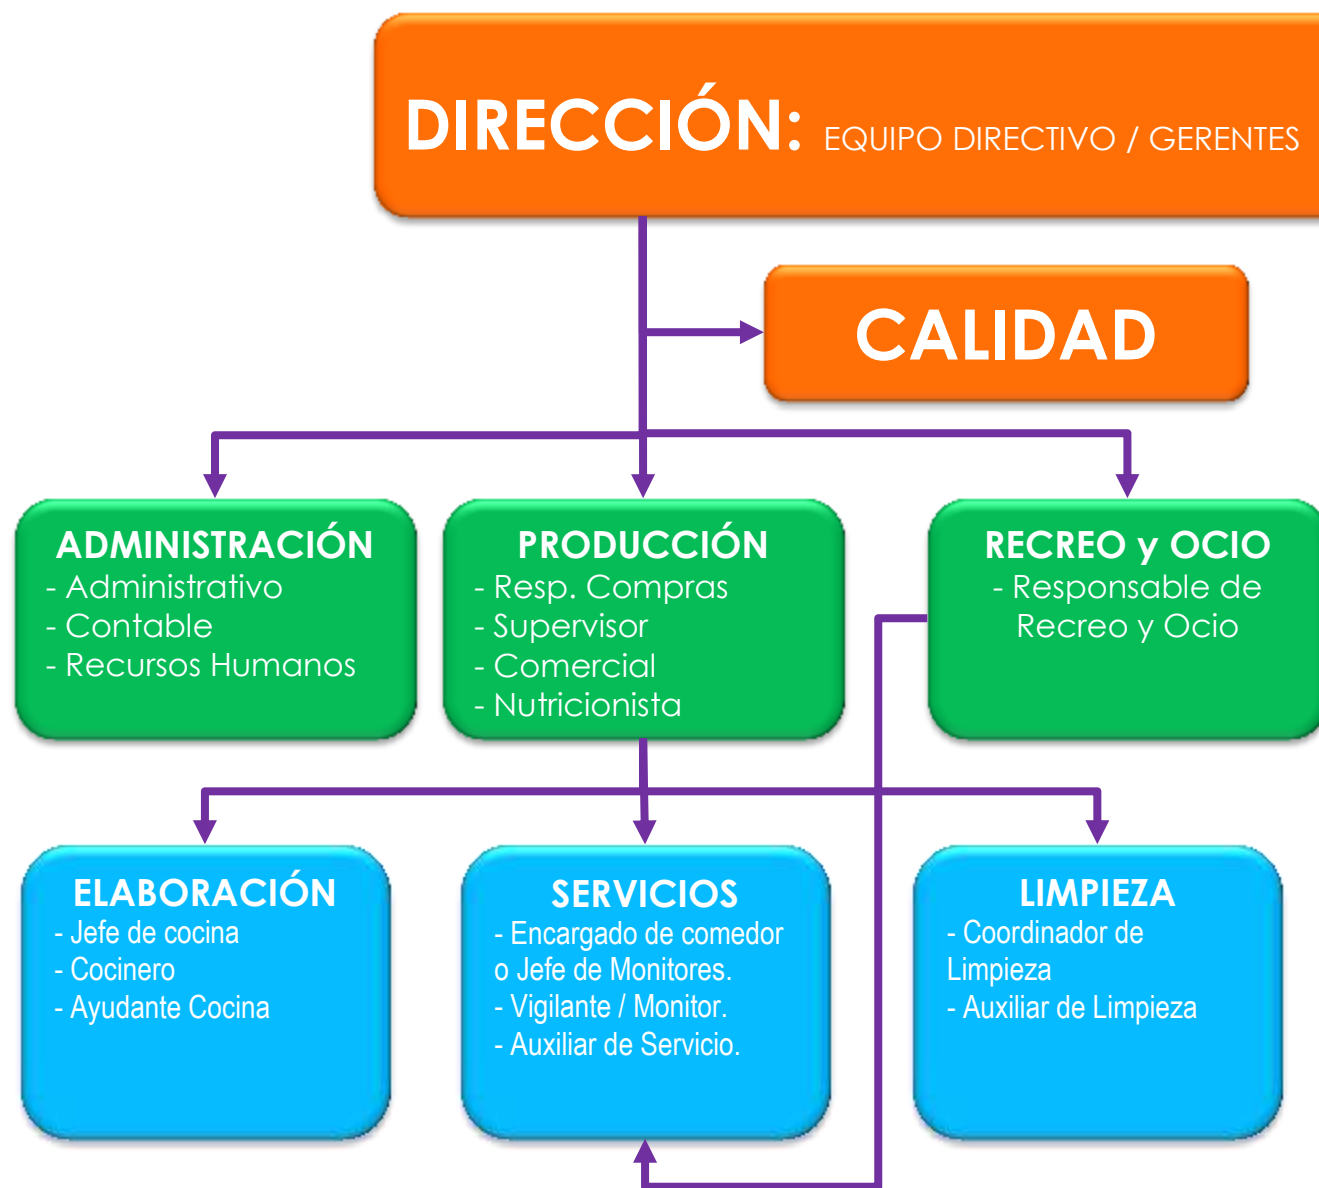 DIRECCIÓN: EQUIPO DIRECTIVO / GERENTES
CALIDAD
ADMINISTRACIÓN
- Administrativo
- Contable
- Recursos Humanos
PRODUCCIÓN
- Resp. Compras
- Supervisor
- Comercial
- Nutricionista
RECREO y OCIO
- Responsable de
Recreo y Ocio
ELABORACIÓN
- Jefe de cocina
- Cocinero
- Ayudante Cocina
SERVICIOS
- Encargado de comedor
o Jefe de Monitores.
- Vigilante / Monitor.
- Auxiliar de Servicio.
LIMPIEZA
- Coordinador de
Limpieza
- Auxiliar de Limpieza